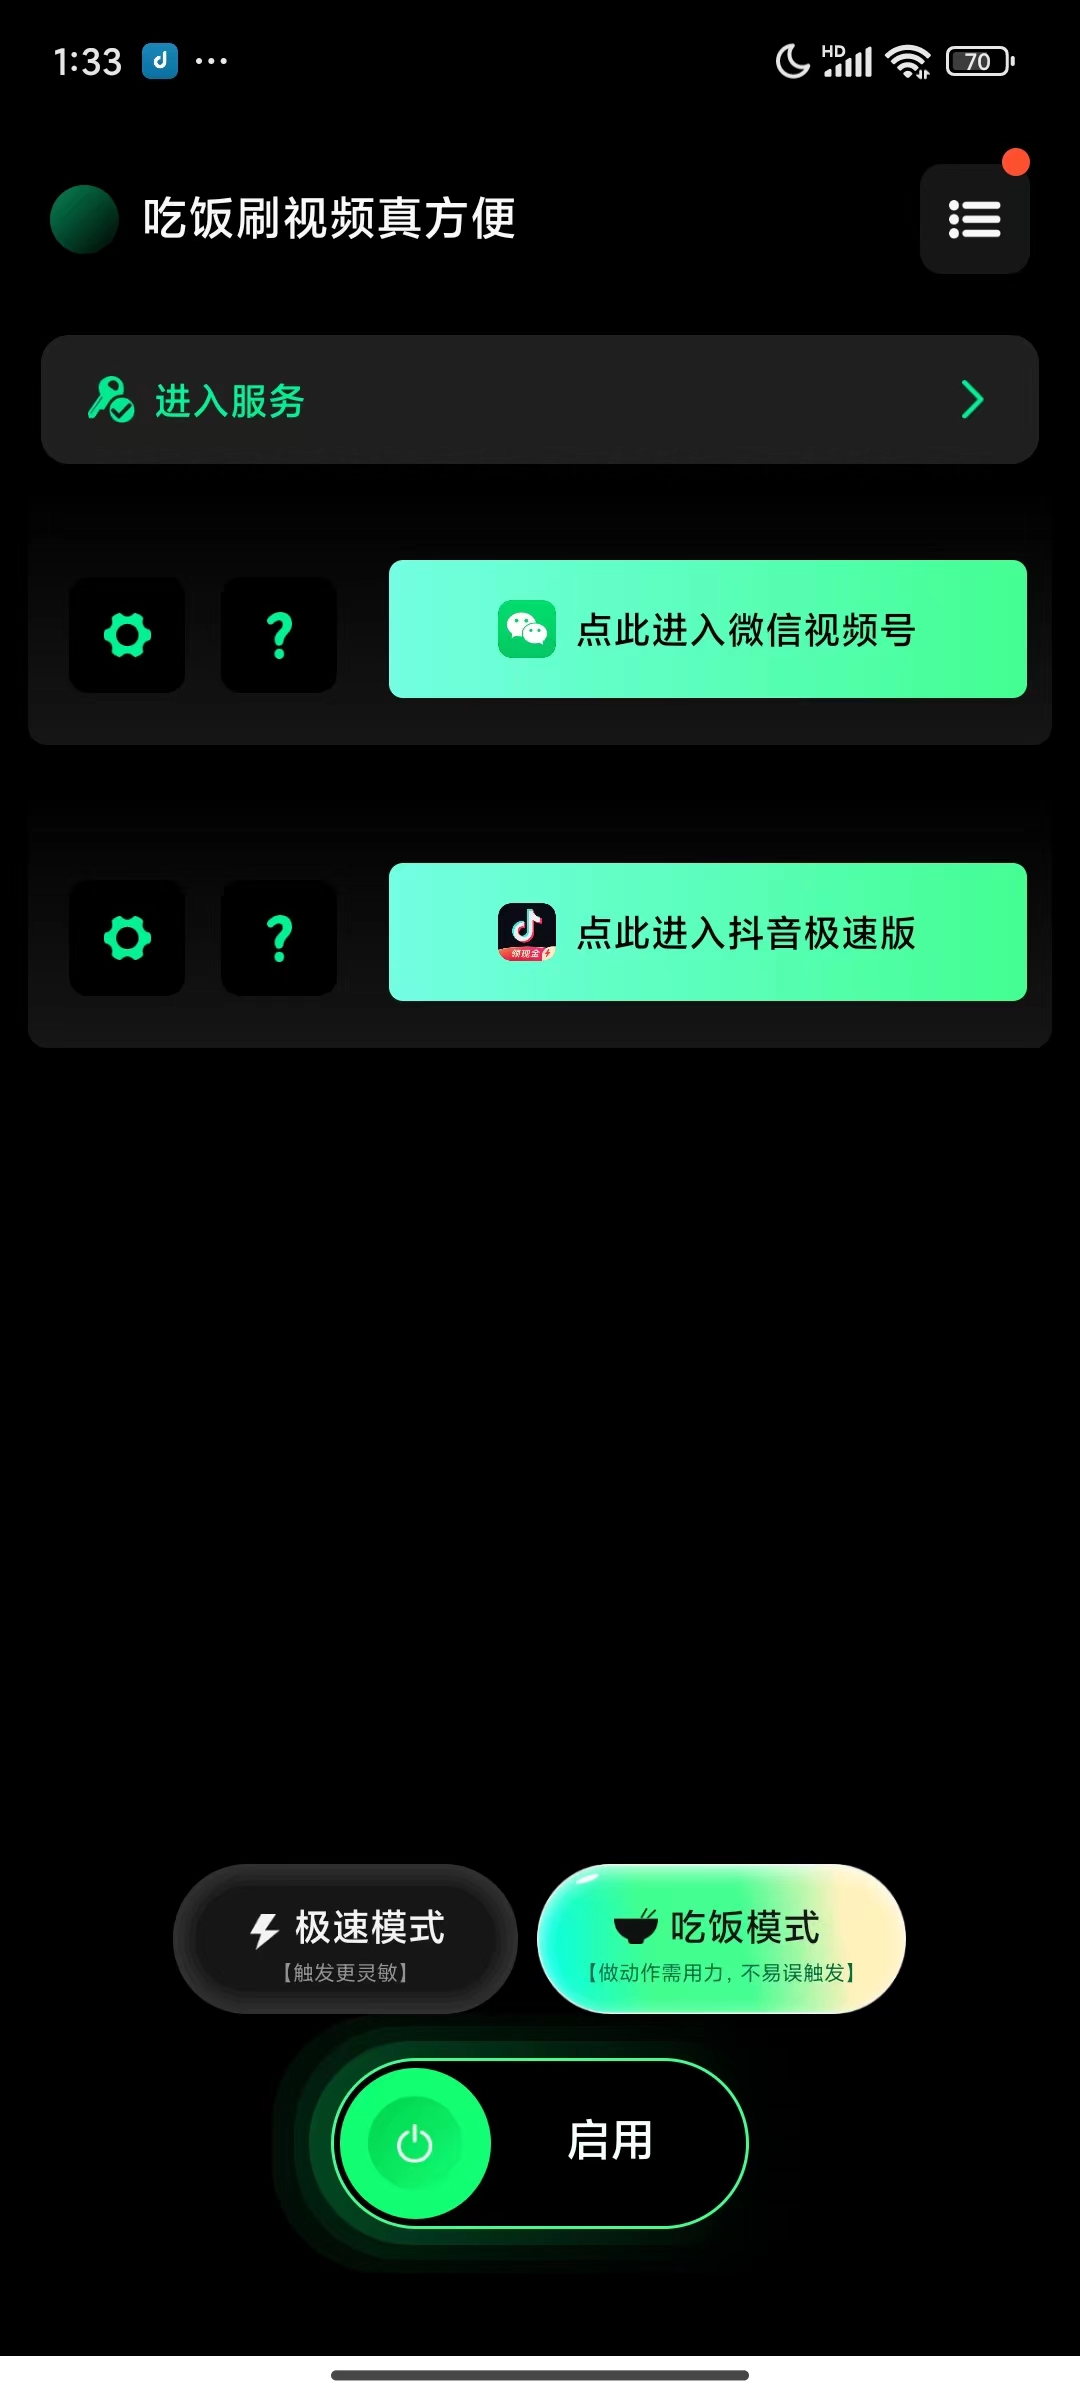 1:33
HD
70
吃饭刷视频真方便
进入服务
点此进入微信视频号
点此进入抖音极速版
领现金
极速模式
【触发更灵敏】
吃饭模式
【做动作需用力，不易误触发】
启用